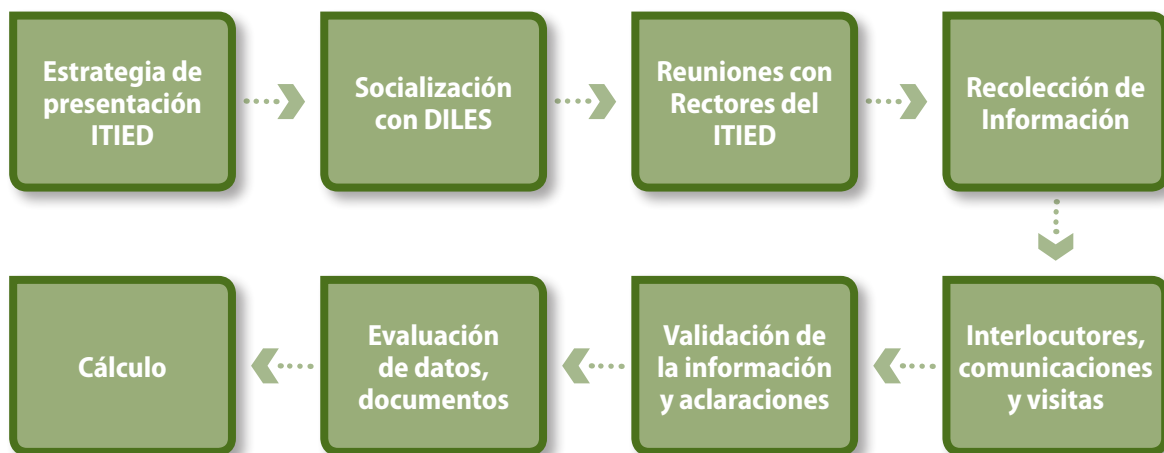 Estrategia de
presentación
ITIED
Socialización
con DILES
Reuniones con
Rectores del
ITIED
Recolección de
Información
Interlocutores,
comunicaciones
y visitas
Validación de
la información
y aclaraciones
Evaluación
de datos,
documentos
Cálculo